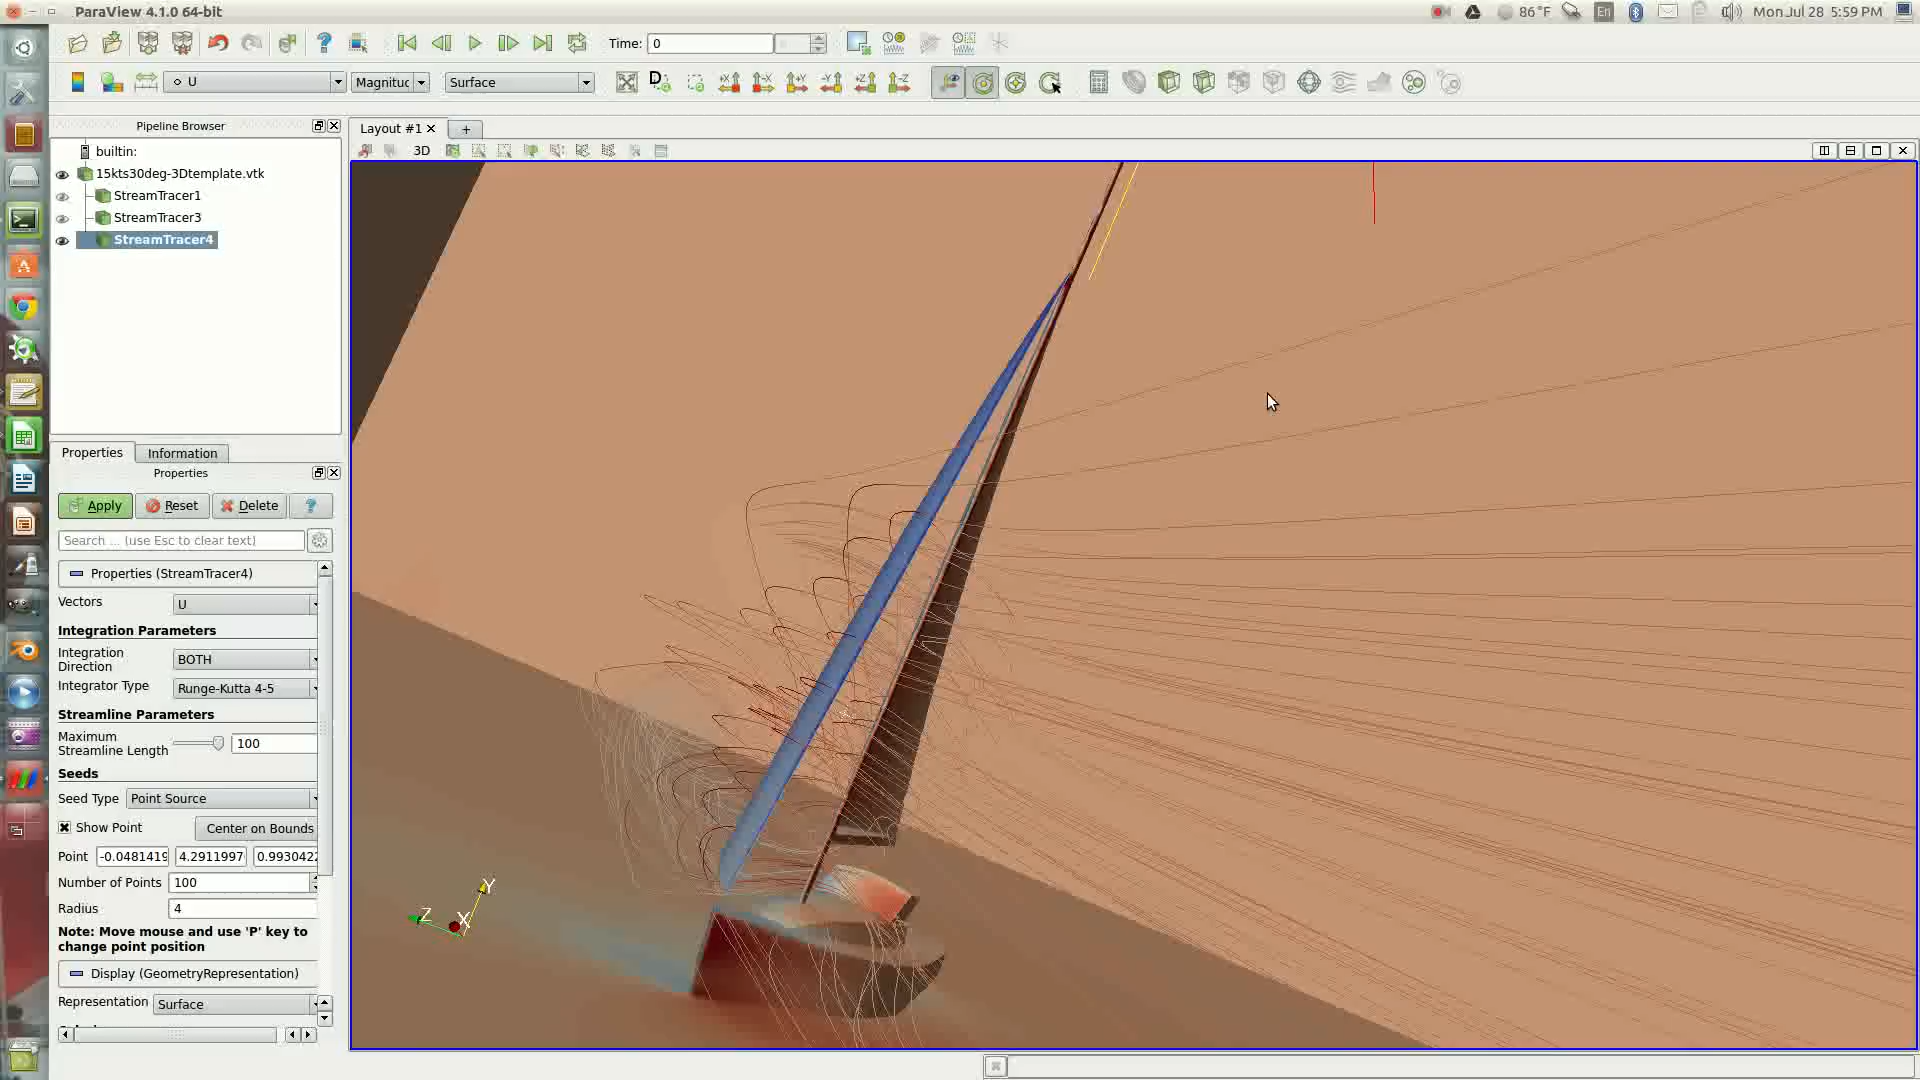 ParaView 4.1.0 64-bit
86°F
En
Mon Jul 28 5:59 PM
Time: 0
U
Magnituc
Surface
D
+X
-X
+Y
-Y
+Z
-Z
Pipeline Browser
builtin:
15kts30deg-3Dtemplate.vtk
StreamTracer1
StreamTracer3
StreamTracer4
Layout #1
+
3D
Properties
Information
Properties
Apply
Reset
Delete
?
Search ... (use Esc to clear text)
Properties (StreamTracer4)
Vectors
U
Integration Parameters
Integration
Direction
BOTH
Integrator Type
Runge-Kutta 4-5
Streamline Parameters
Maximum
Streamline Length
100
Seeds
Seed Type
Point Source
Show Point
Center on Bounds
Point
-0.0481419
4.2911997
0.9930422
Number of Points
100
Radius
4
Note: Move mouse and use 'P' key to
change point position
Display (GeometryRepresentation)
Representation
Surface
Y
Z
X